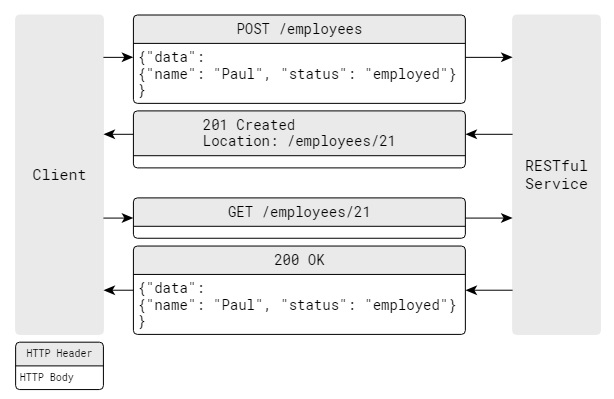 POST /employees
{"data":
{"name": "Paul", "status": "employed"}
}
201 Created
Location: /employees/21
Client
RESTful
Service
GET /employees/21
200 OK
{"data":
{"name": "Paul", "status": "employed"}
}
HTTP Header
HTTP Body